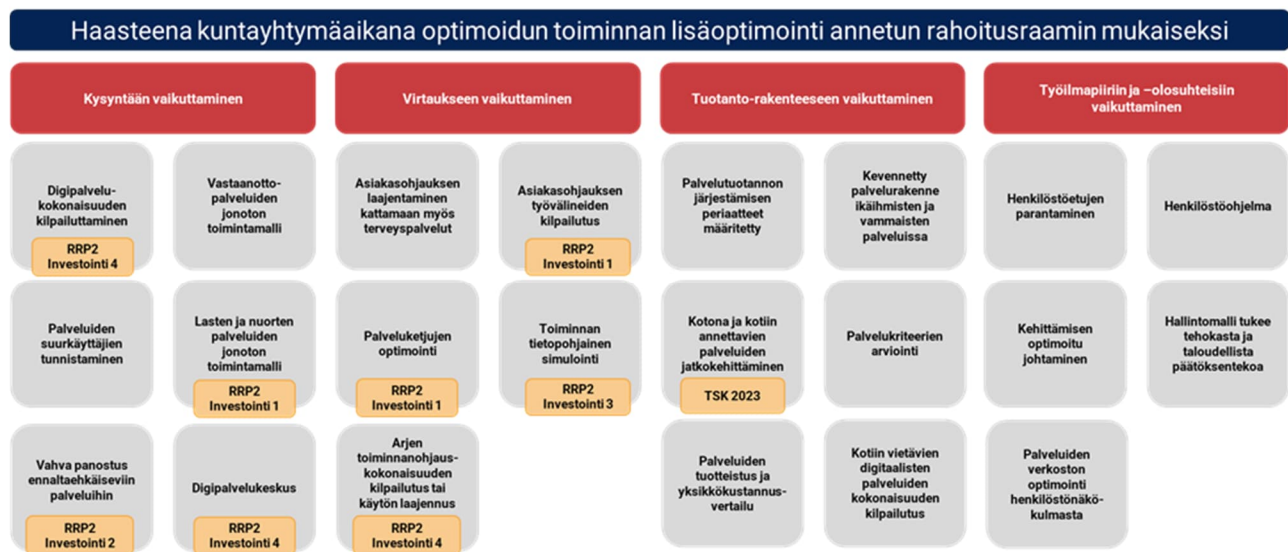 Haasteena kuntayhtymäaikana optimoidun toiminnan lisäoptimointi annetun rahoitusraamin mukaiseksi
Kysyntään vaikuttaminen
Digipalvelu-
kokonaisuuden
kilpailuttaminen
RRP2
Investointi 4
Vastaanotto-
palveluiden
jonoton
toimintamalli
Palveluiden
suurkäyttäjien
tunnistaminen
Lasten ja nuorten
palveluiden
jonoton
toimintamalli
RRP2
Investointi 1
Vahva panostus
ennaltaehkäiseviin
palveluihin
RRP2
Investointi 2
Digipalvelukeskus
RRP2
Investointi 4
Virtaukseen vaikuttaminen
Asiakasohjauksen
laajentaminen
kattamaan myös
terveyspalvelut
Asiakasohjauksen
työvälineiden
kilpailutus
RRP2
Investointi 1
Palveluketjujen
optimointi
RRP2
Investointi 1
Toiminnan
tietopohjainen
simulointi
RRP2
Investointi 3
Arjen
toiminnanohjaus-
kokonaisuuden
kilpailutus tai
käytön laajennus
RRP2
Investointi 4
Tuotanto-rakenteeseen vaikuttaminen
Palvelutuotannon
järjestämisen
periaatteet
määritetty
Kevennetty
palvelurakenne
ikäihmisten ja
vammaisten
palveluissa
Kotona ja kotiin
annettavien
palveluiden
jatkokehittäminen
TSK 2023
Palvelukriteerien
arviointi
Palveluiden
tuotteistus ja
yksikkökustannus-
vertailu
Kotiin vietävien
digitaalisten
palveluiden
kokonaisuuden
kilpailutus
Työilmapiiriin ja –olosuhteisiin
vaikuttaminen
Henkilöstöetujen
parantaminen
Henkilöstöohjelma
Kehittämisen
optimoitu
johtaminen
Hallintomalli tukee
tehokasta ja
taloudellista
päätöksentekoa
Palveluiden
verkoston
optimointi
henkilöstönäkö-
kulmasta